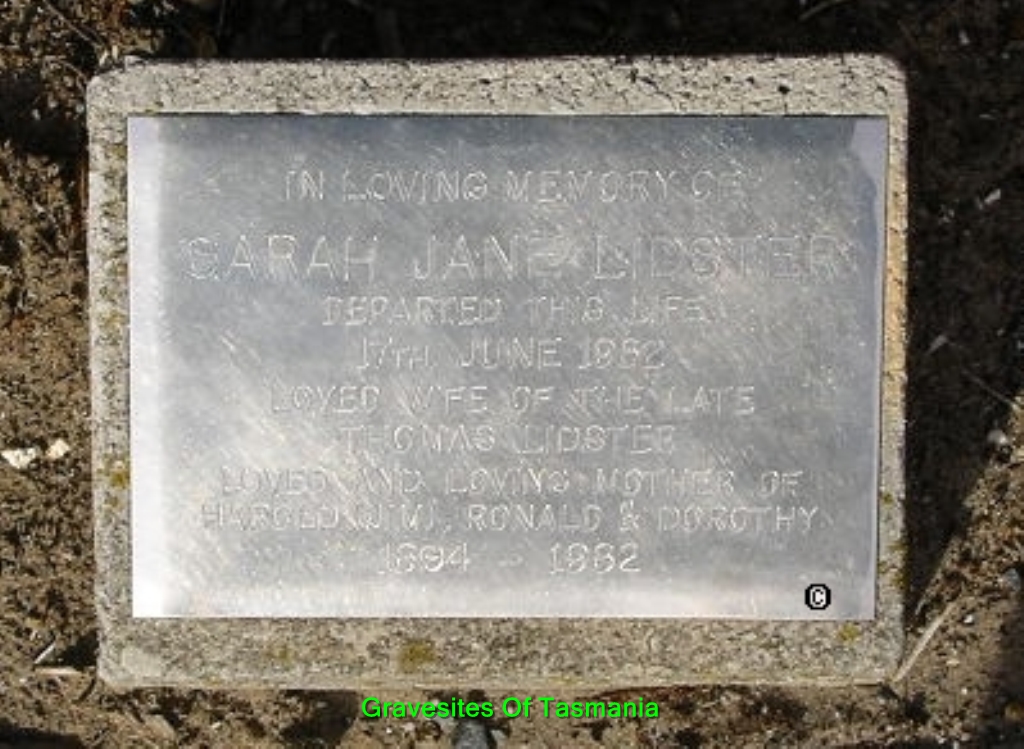 IN LOVING MEMORY OF
SARAH JANE LIDSTER
DEPARTED THIS LIFE
17TH JUNE 1982
LOVED WIFE OF THE LATE
THOMAS LIDSTER
LOVED AND LOVING MOTHER OF
HAROLD (JIM), RONALD & DOROTHY
1894 - 1982
©
Gravesites Of Tasmania